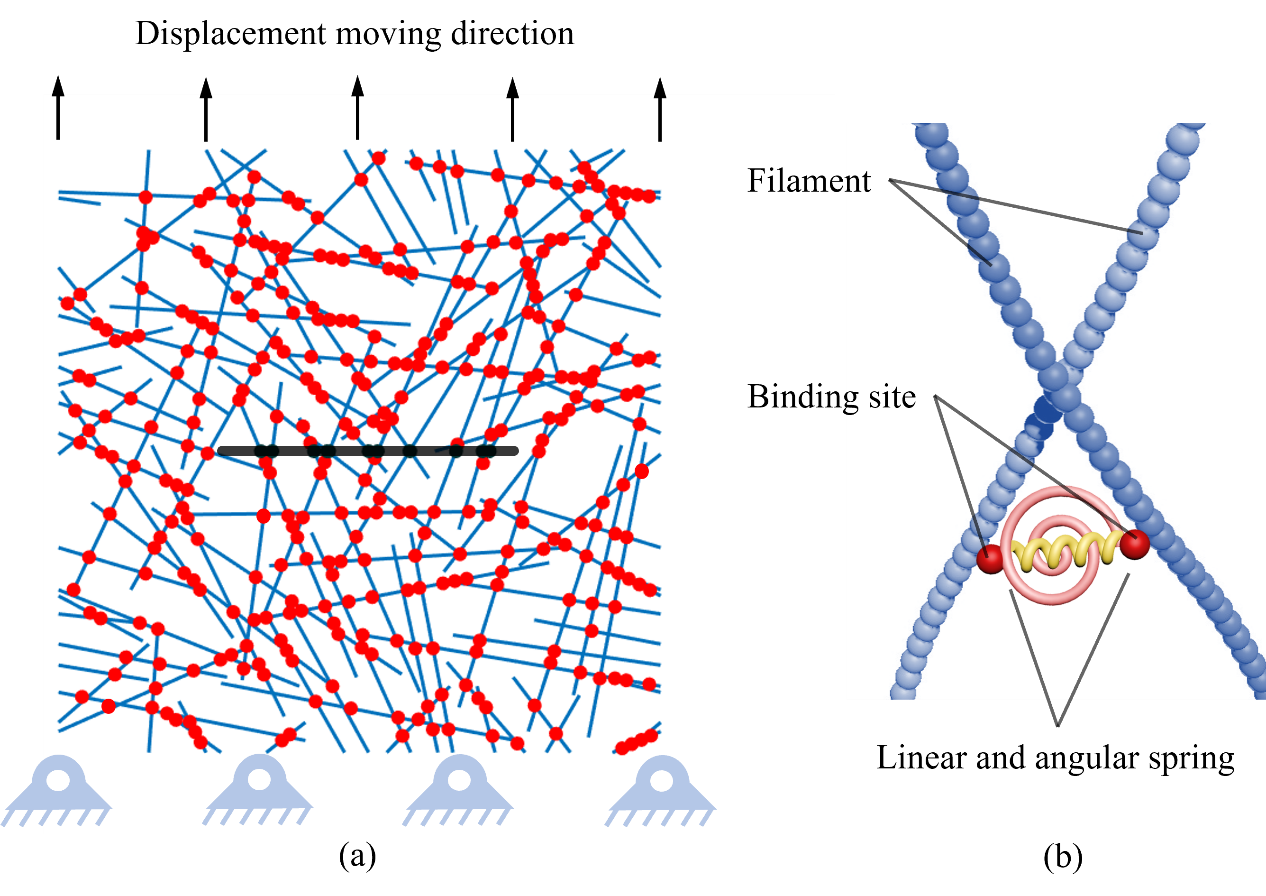 Displacement moving direction
Filament
Binding site
Linear and angular spring
(a)
(b)